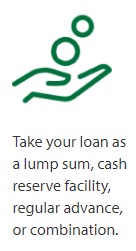 Take your loan as
a lump sum, cash
reserve facility,
regular advance,
or combination.